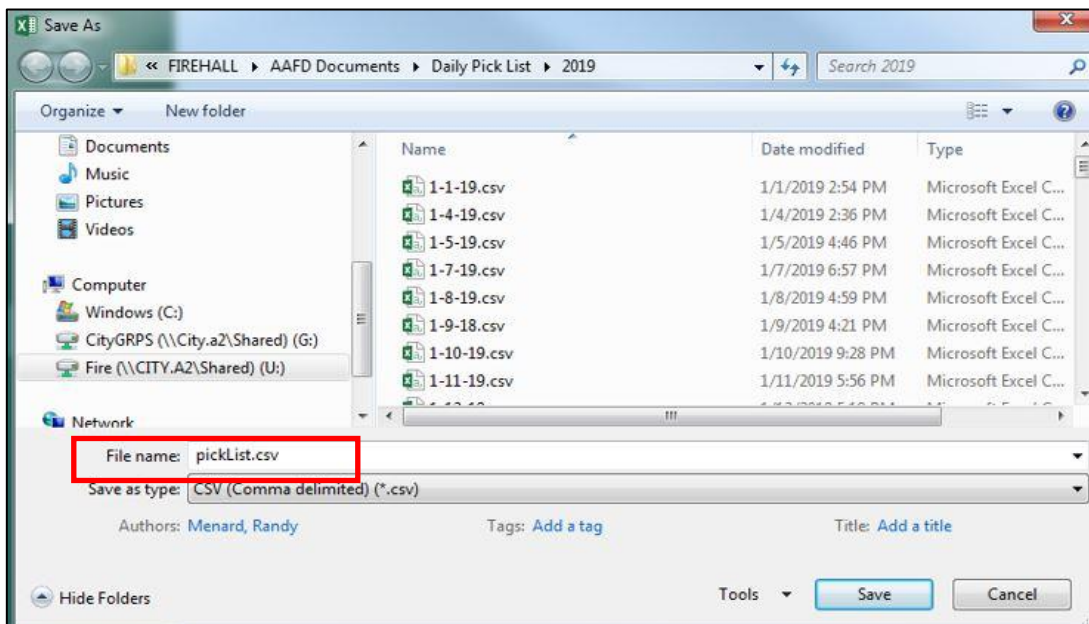 Save As
« FIREHALL ▸ AAFD Documents ▸ Daily Pick List ▸ 2019 Search 2019
Organize New folder
Documents Name Date modified Type
Music 1-1-19.csv 1/1/2019 2:54 PM Microsoft Excel C...
Pictures 1-4-19.csv 1/4/2019 2:36 PM Microsoft Excel C...
Videos 1-5-19.csv 1/5/2019 4:46 PM Microsoft Excel C...
1-7-19.csv 1/7/2019 6:57 PM Microsoft Excel C...
Computer 1-8-19.csv 1/8/2019 4:59 PM Microsoft Excel C...
Windows (C:) 1-9-18.csv 1/9/2019 4:21 PM Microsoft Excel C...
CityGRPS (\\City.a2\Shared) (G:) 1-10-19.csv 1/10/2019 9:28 PM Microsoft Excel C...
Fire (\\CITY.A2\Shared) (U:) 1-11-19.csv 1/11/2019 5:56 PM Microsoft Excel C...
Network
File name: pickList.csv
Save as type: CSV (Comma delimited) (*.csv)
Authors: Menard, Randy Tags: Add a tag Title: Add a title
Hide Folders Tools Save Cancel